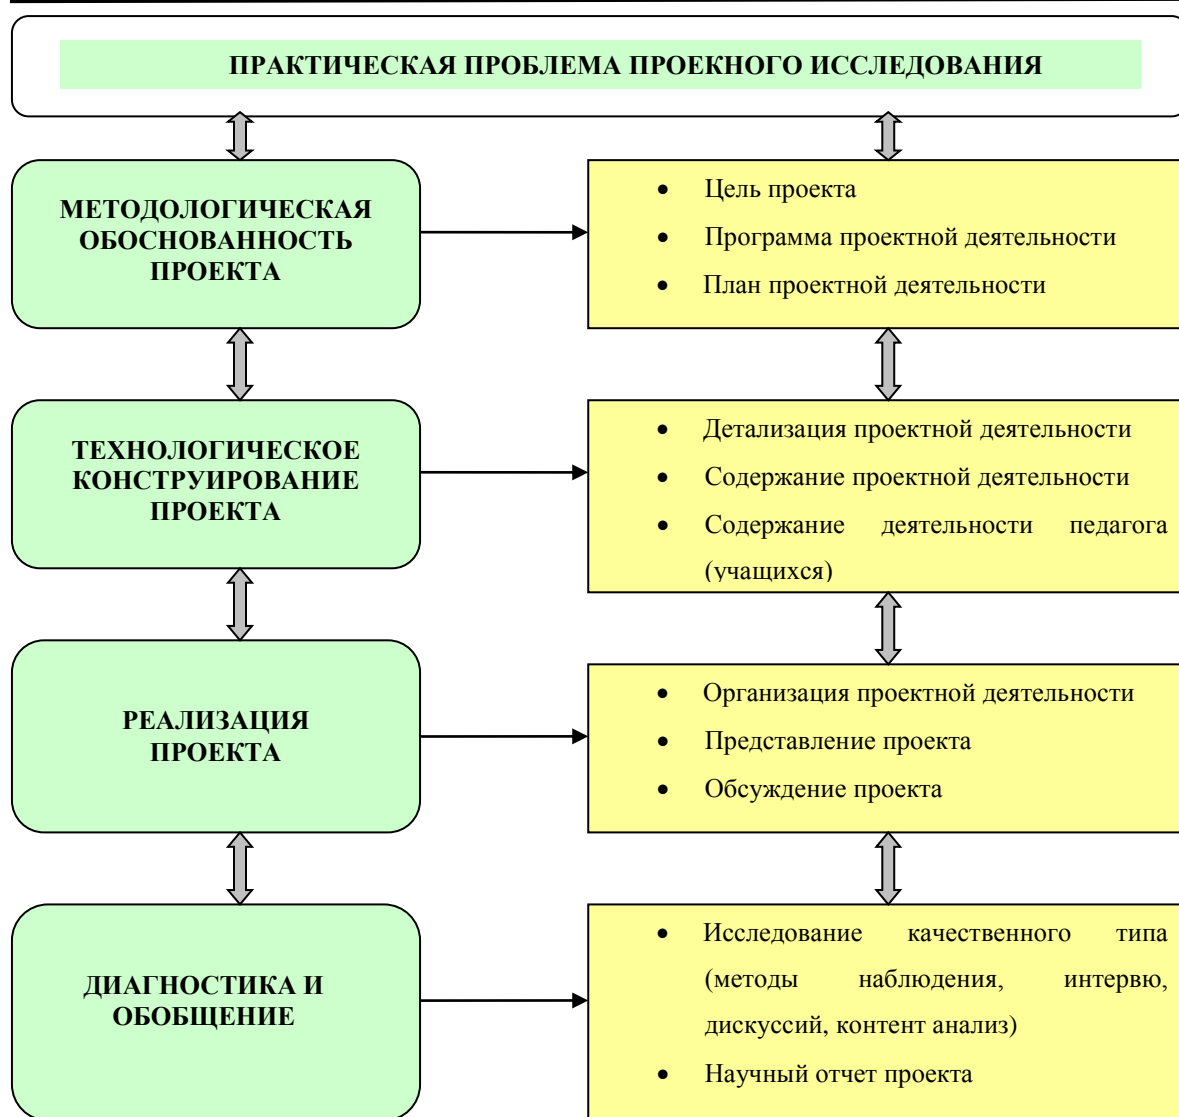 ПРАКТИЧЕСКАЯ ПРОБЛЕМА ПРОЕКНОГО ИССЛЕДОВАНИЯ
МЕТОДОЛОГИЧЕСКАЯ
ОБОСНОВАННОСТЬ
ПРОЕКТА
• Цель проекта
• Программа проектной деятельности
• План проектной деятельности
ТЕХНОЛОГИЧЕСКОЕ
КОНСТРУИРОВАНИЕ
ПРОЕКТА
• Детализация проектной деятельности
• Содержание проектной деятельности
• Содержание деятельности педагога
(учащихся)
РЕАЛИЗАЦИЯ
ПРОЕКТА
• Организация проектной деятельности
• Представление проекта
• Обсуждение проекта
ДИАГНОСТИКА И
ОБОБЩЕНИЕ
• Исследование качественного типа
(методы наблюдения, интервю,
дискуссий, контент анализ)
• Научный отчет проекта